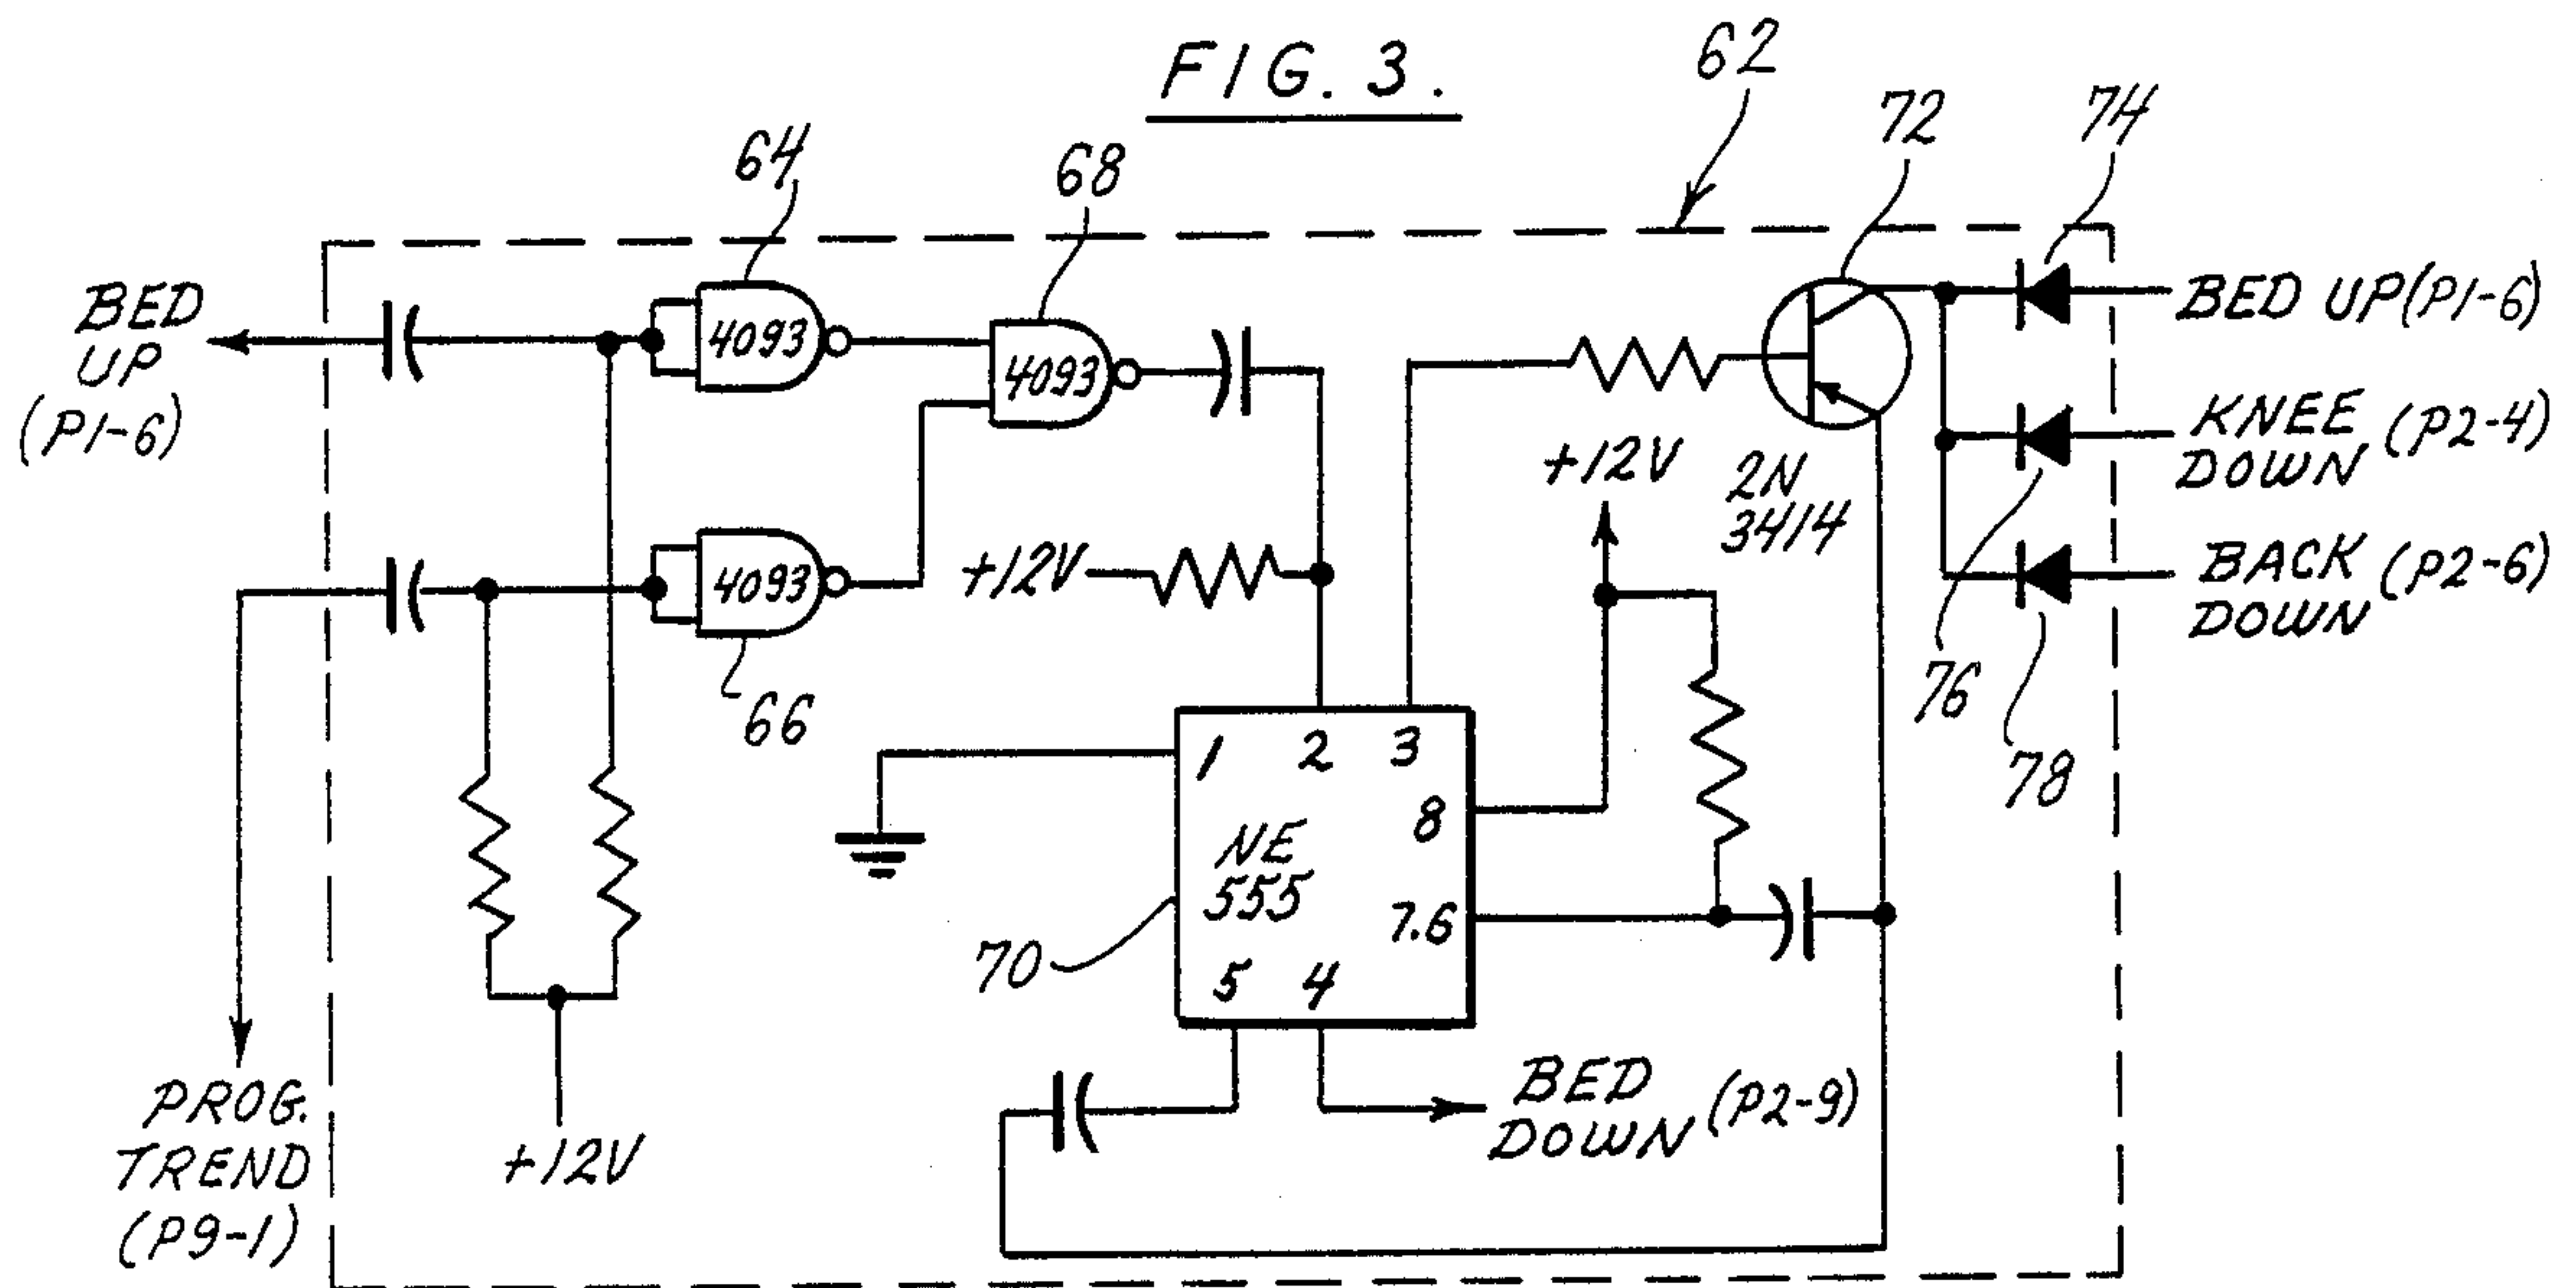 FIG. 3.
62
72
74
64
68
BED
UP
(P1-6)
4093
4093
4093
66
BED UP (P1-6)
KNEE
DOWN (P2-4)
BACK
DOWN (P2-6)
+12V
2N
3414
+12V
76
78
1 2 3
8
NE
555
7.6
5 4
70
BED
DOWN (P2-9)
PROG.
TREND
(P9-1)
+12V